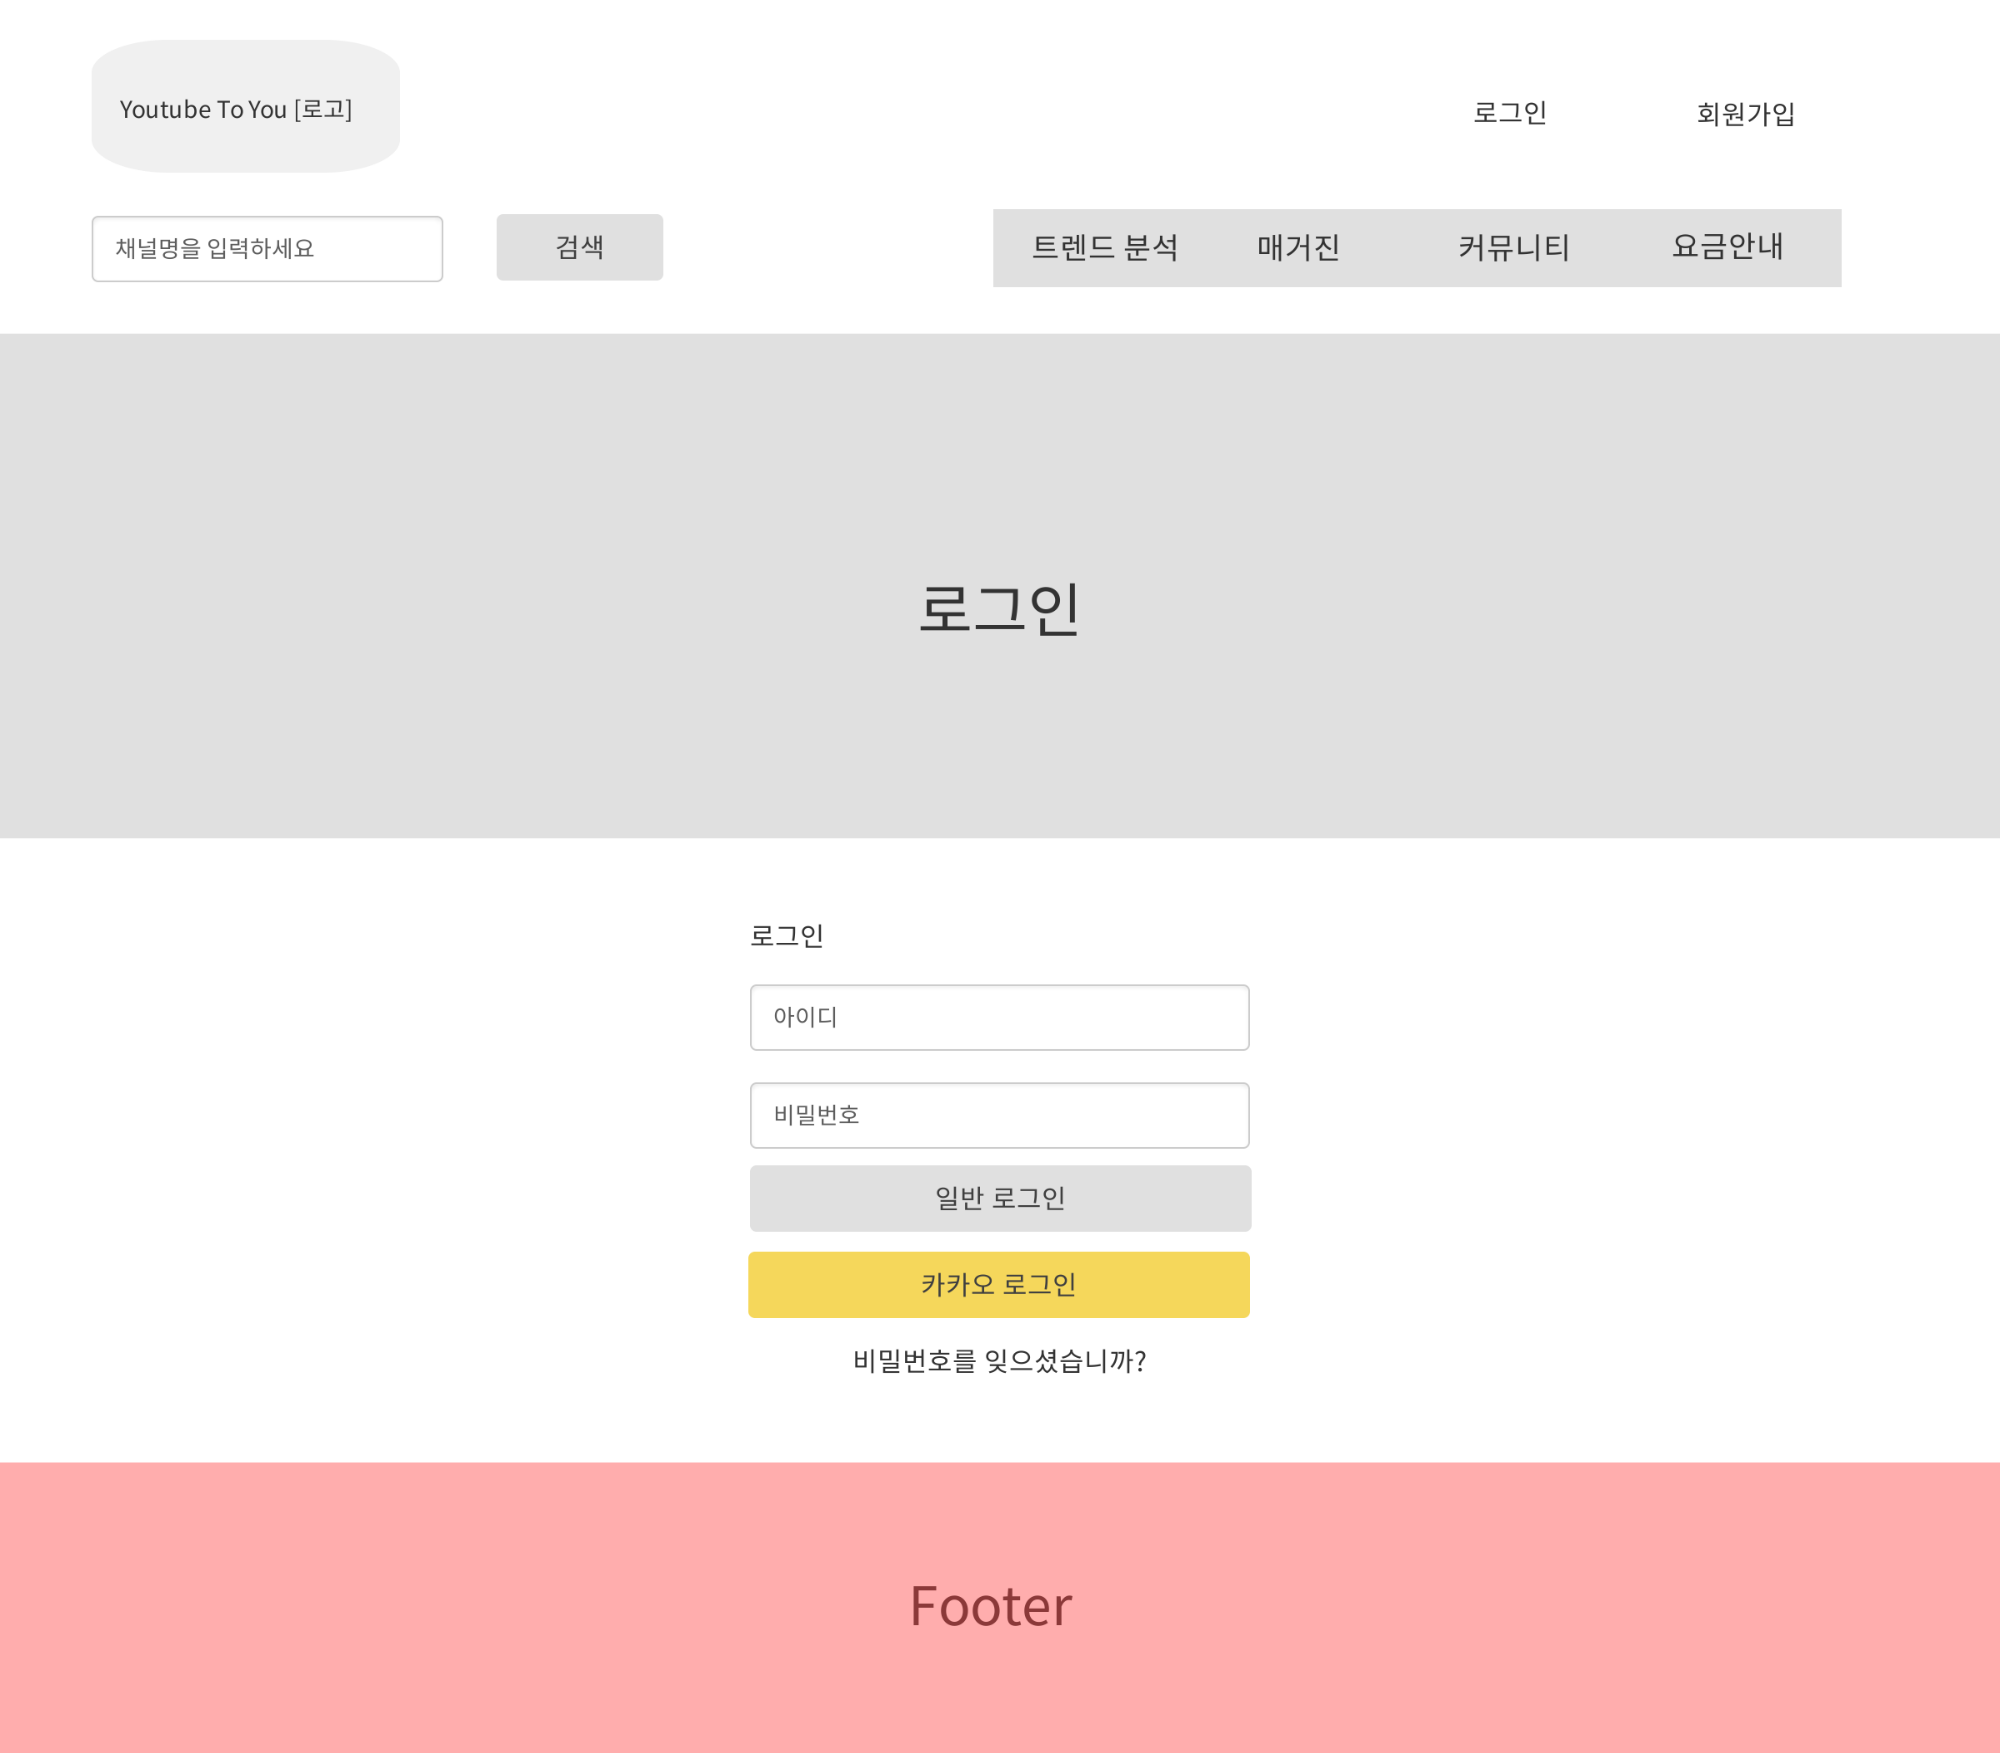 Youtube To You [로고]
로그인
회원가입
채널명을 입력하세요
검색
트렌드 분석
매거진
커뮤니티
요금안내
로그인
로그인
아이디
비밀번호
일반 로그인
카카오 로그인
비밀번호를 잊으셨습니까?
Footer